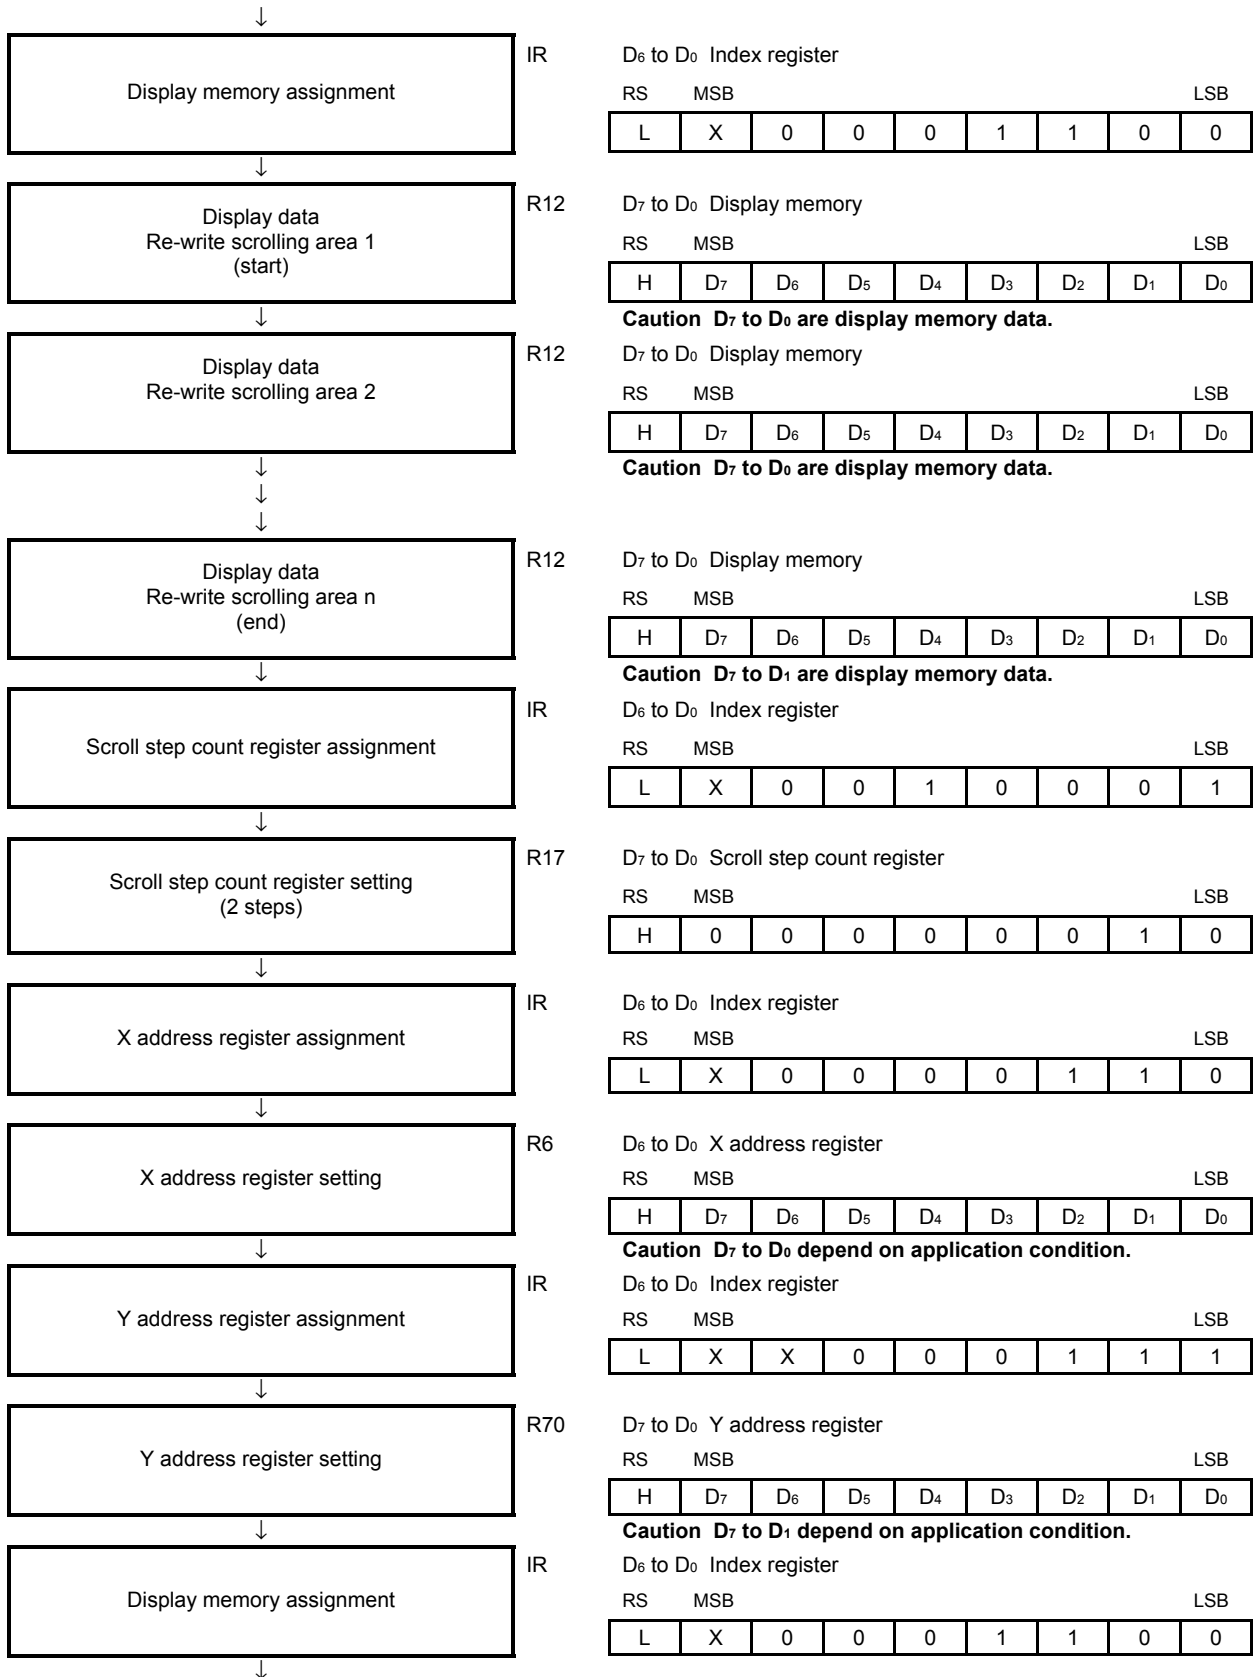 ↓
Display memory assignment
IR D6 to D0 Index register
RS MSB LSB
L X 0 0 0 1 1 0 0
↓
Display data
Re-write scrolling area 1
(start)
R12 D7 to D0 Display memory
RS MSB LSB
H D7 D6 D5 D4 D3 D2 D1 D0
Caution D7 to D0 are display memory data.
↓
Display data
Re-write scrolling area 2
R12 D7 to D0 Display memory
RS MSB LSB
H D7 D6 D5 D4 D3 D2 D1 D0
Caution D7 to D0 are display memory data.
↓
↓
↓
Display data
Re-write scrolling area n
(end)
R12 D7 to D0 Display memory
RS MSB LSB
H D7 D6 D5 D4 D3 D2 D1 D0
Caution D7 to D1 are display memory data.
↓
Scroll step count register assignment
IR D6 to D0 Index register
RS MSB LSB
L X 0 0 1 0 0 0 1
↓
Scroll step count register setting
(2 steps)
R17 D7 to D0 Scroll step count register
RS MSB LSB
H 0 0 0 0 0 0 1 0
↓
X address register assignment
IR D6 to D0 Index register
RS MSB LSB
L X 0 0 0 0 1 1 0
↓
X address register setting
R6 D6 to D0 X address register
RS MSB LSB
H D7 D6 D5 D4 D3 D2 D1 D0
Caution D7 to D0 depend on application condition.
↓
Y address register assignment
IR D6 to D0 Index register
RS MSB LSB
L X X 0 0 0 1 1 1
↓
Y address register setting
R70 D7 to D0 Y address register
RS MSB LSB
H D7 D6 D5 D4 D3 D2 D1 D0
Caution D7 to D1 depend on application condition.
↓
Display memory assignment
IR D6 to D0 Index register
RS MSB LSB
L X 0 0 0 1 1 0 0
↓